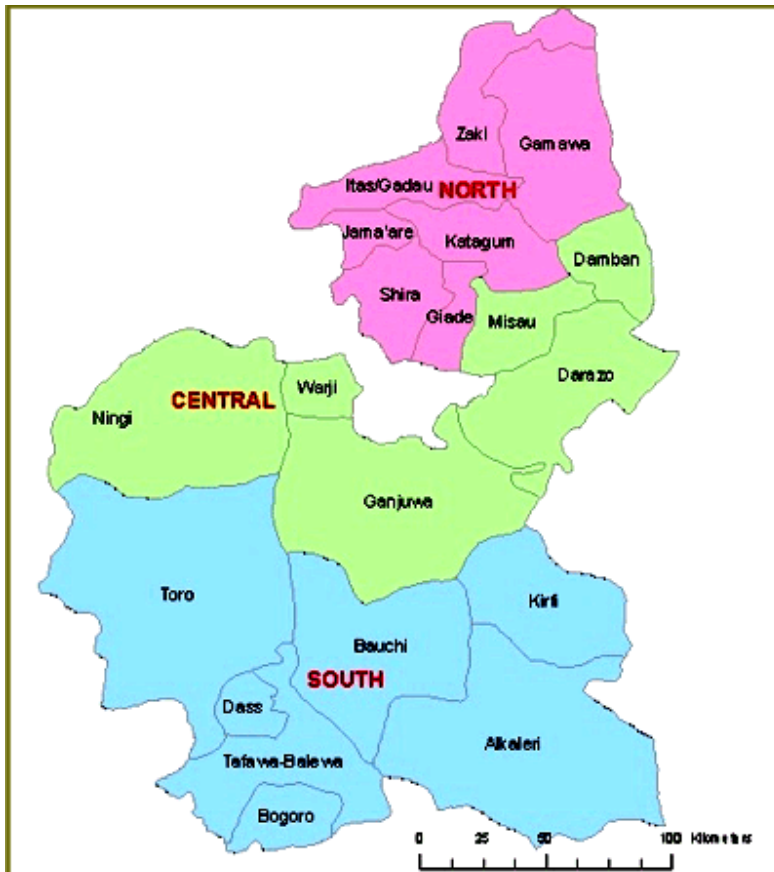 Zaki
Gamawa
Itas/Gadau
NORTH
Jama'are
Katagum
Damban
Shira
Giade
Misau
Darazo
Warji
CENTRAL
Ningi
Ganjuwa
Toro
Kirfi
Bauchi
SOUTH
Dass
Alkaleri
Tafawa-Balewa
Bogoro
0 25 50 100 Kilometers